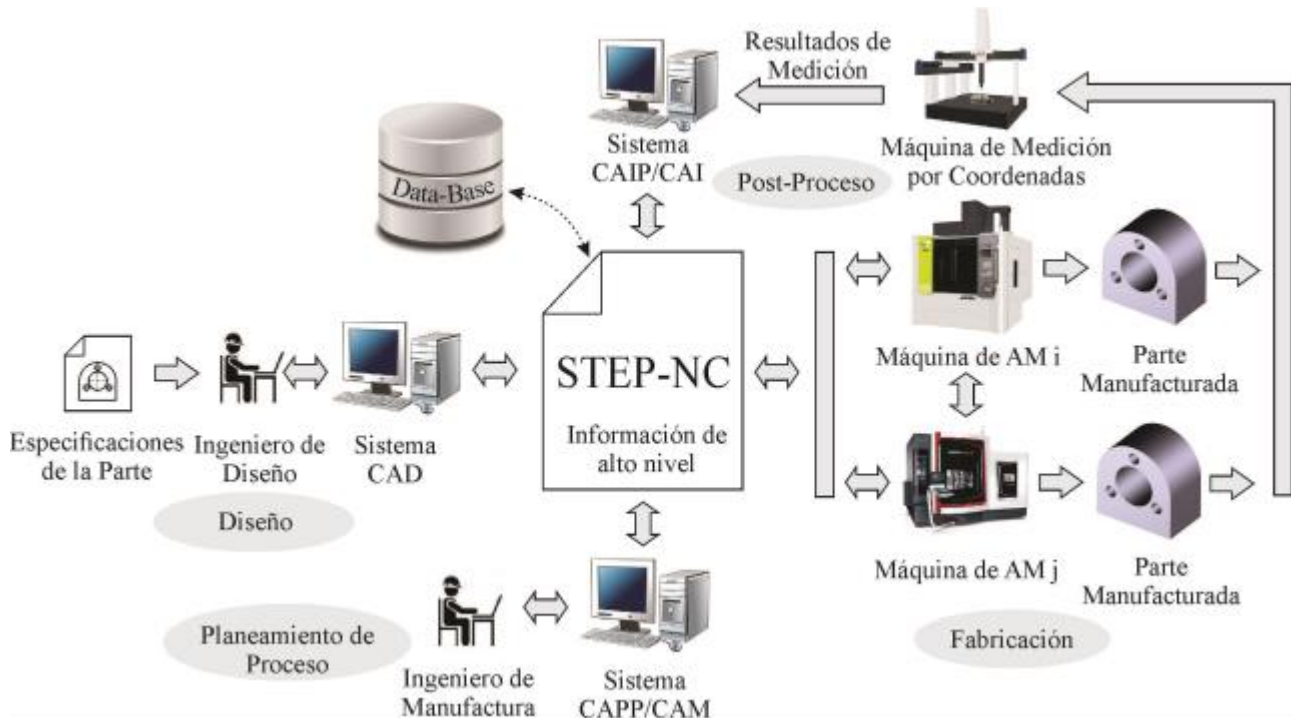 Resultados de
Medición
Sistema
CAIP/CAI
Máquina de Medición
por Coordenadas
Post-Proceso
Data-Base
STEP-NC
Información de
alto nivel
Máquina de AM i
Parte
Manufacturada
Especificaciones
de la Parte
Ingeniero de
Diseño
Sistema
CAD
Diseño
Máquina de AM j
Parte
Manufacturada
Fabricación
Planeamiento de
Proceso
Ingeniero de
Manufactura
Sistema
CAPP/CAM